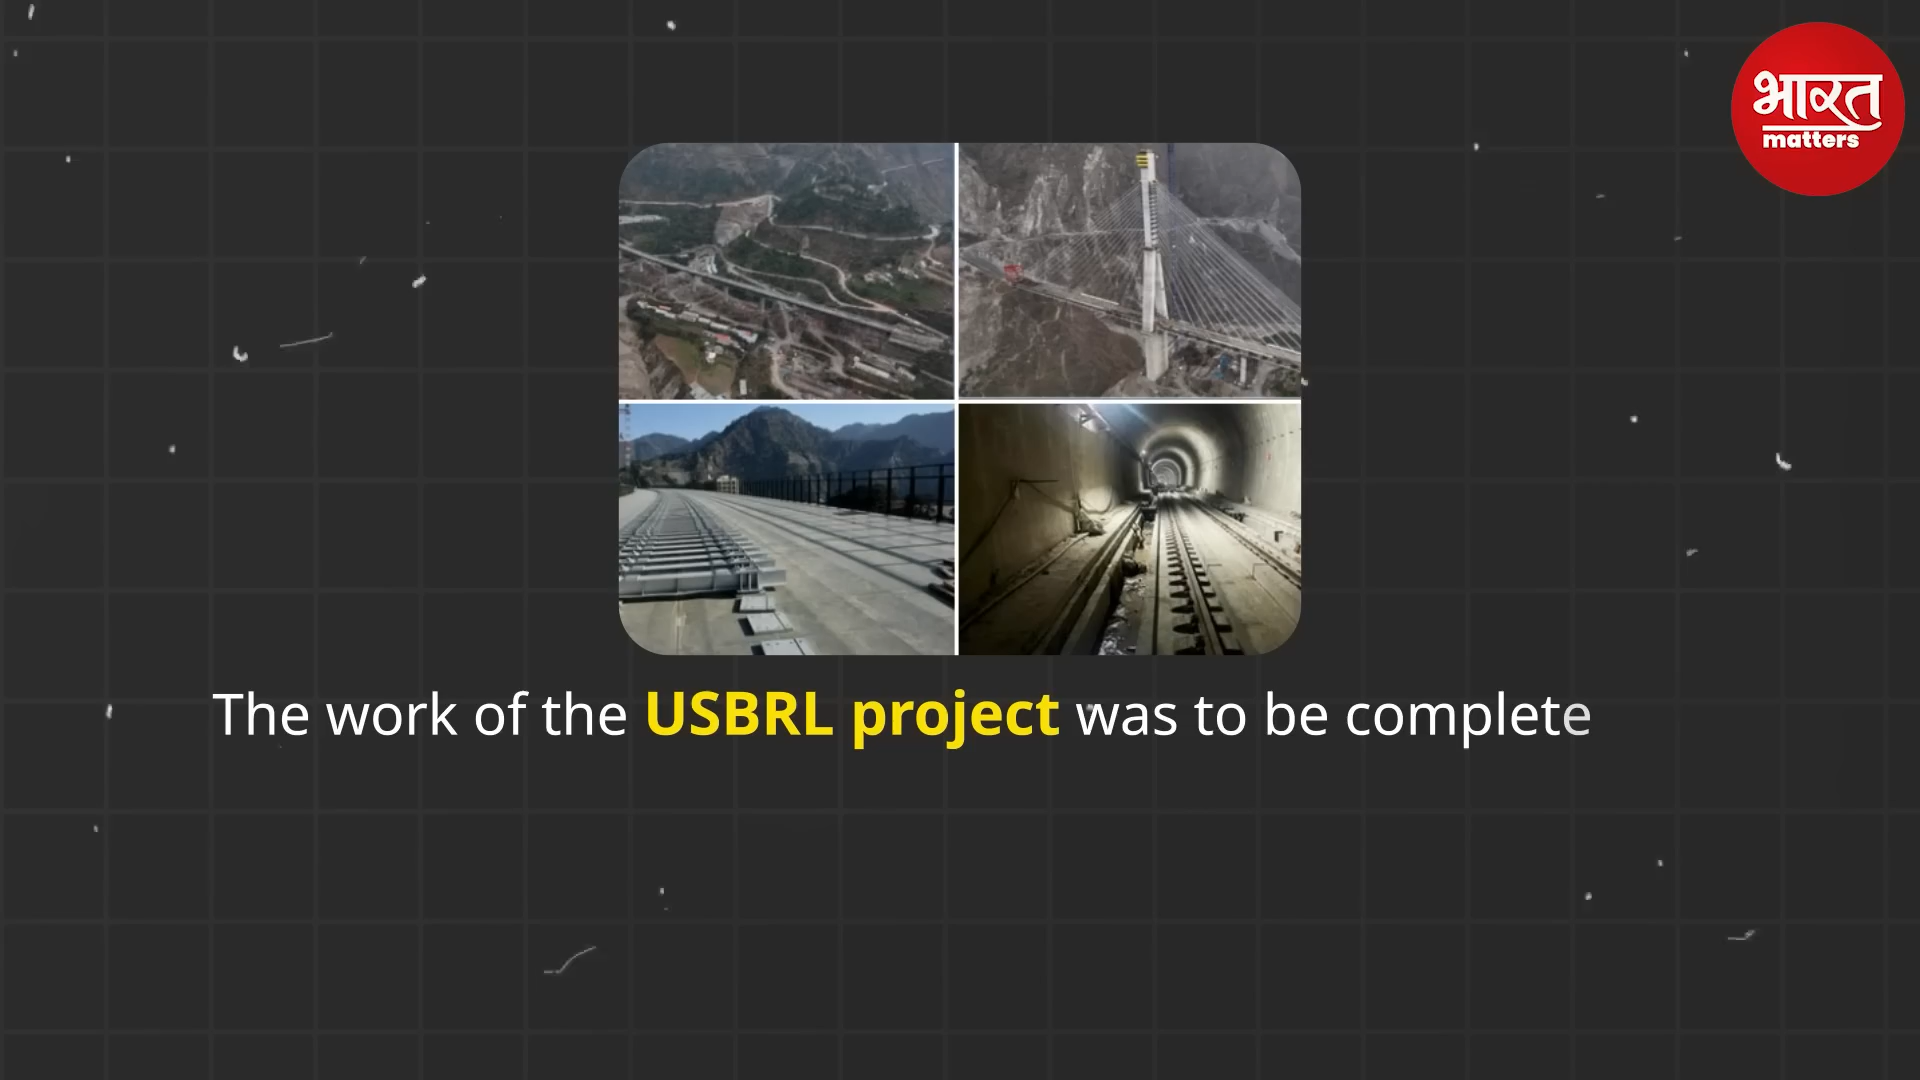 भारत
matters
The work of the USBRL project was to be complete